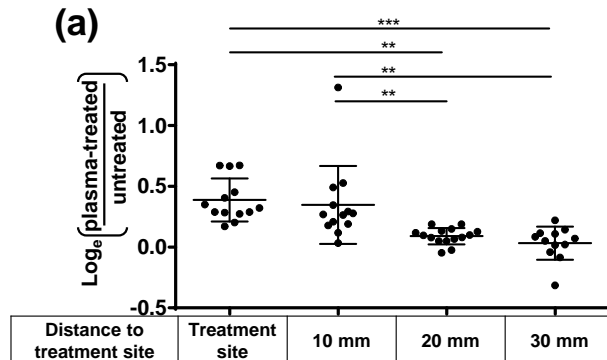 (a)
***
**
**
**
Log_e (plasma-treated
untreated)
1.5
1.0
0.5
0.0
-0.5
Distance to treatment site
Treatment site
10 mm
20 mm
30 mm